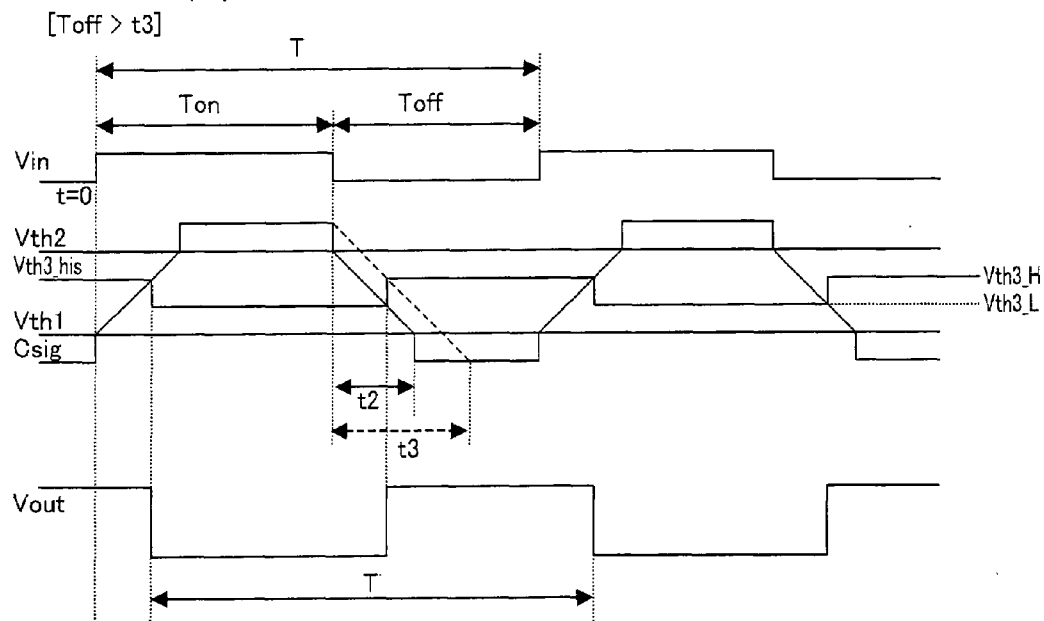 [Toff > t3]
T
Ton
Toff
Vin
t=0
Vth2
Vth3_his
Vth3_H
Vth3_L
Vth1
Csig
t2
t3
Vout
T